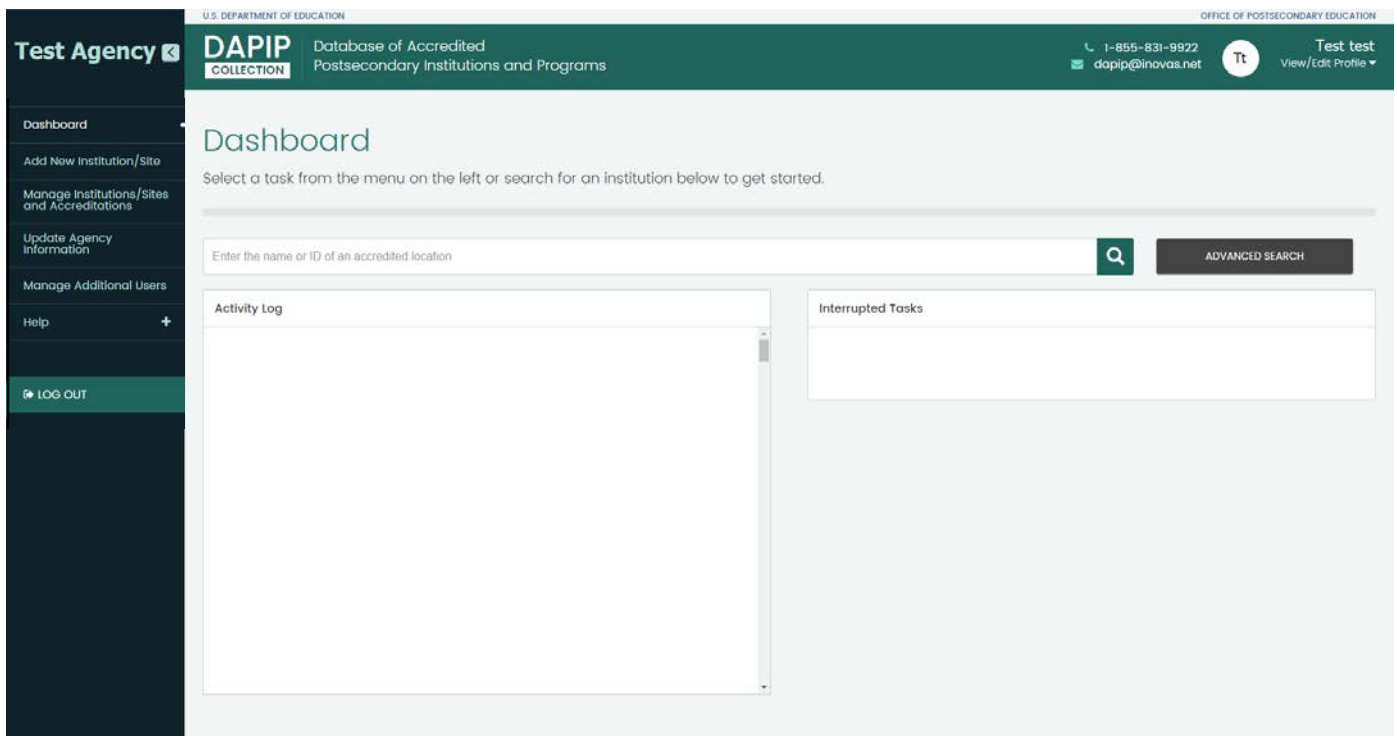 U.S. DEPARTMENT OF EDUCATION
OFFICE OF POSTSECONDARY EDUCATION
Test Agency
DAPIP
COLLECTION
Database of Accredited
Postsecondary Institutions and Programs
1-855-831-9922
dapip@inovas.net
Tt
Test test
View/Edit Profile
Dashboard
Add New Institution/Site
Manage Institutions/Sites
and Accreditations
Update Agency
Information
Manage Additional Users
Help +
LOG OUT
Dashboard
Select a task from the menu on the left or search for an institution below to get started.
Enter the name or ID of an accredited location
ADVANCED SEARCH
Activity Log
Interrupted Tasks